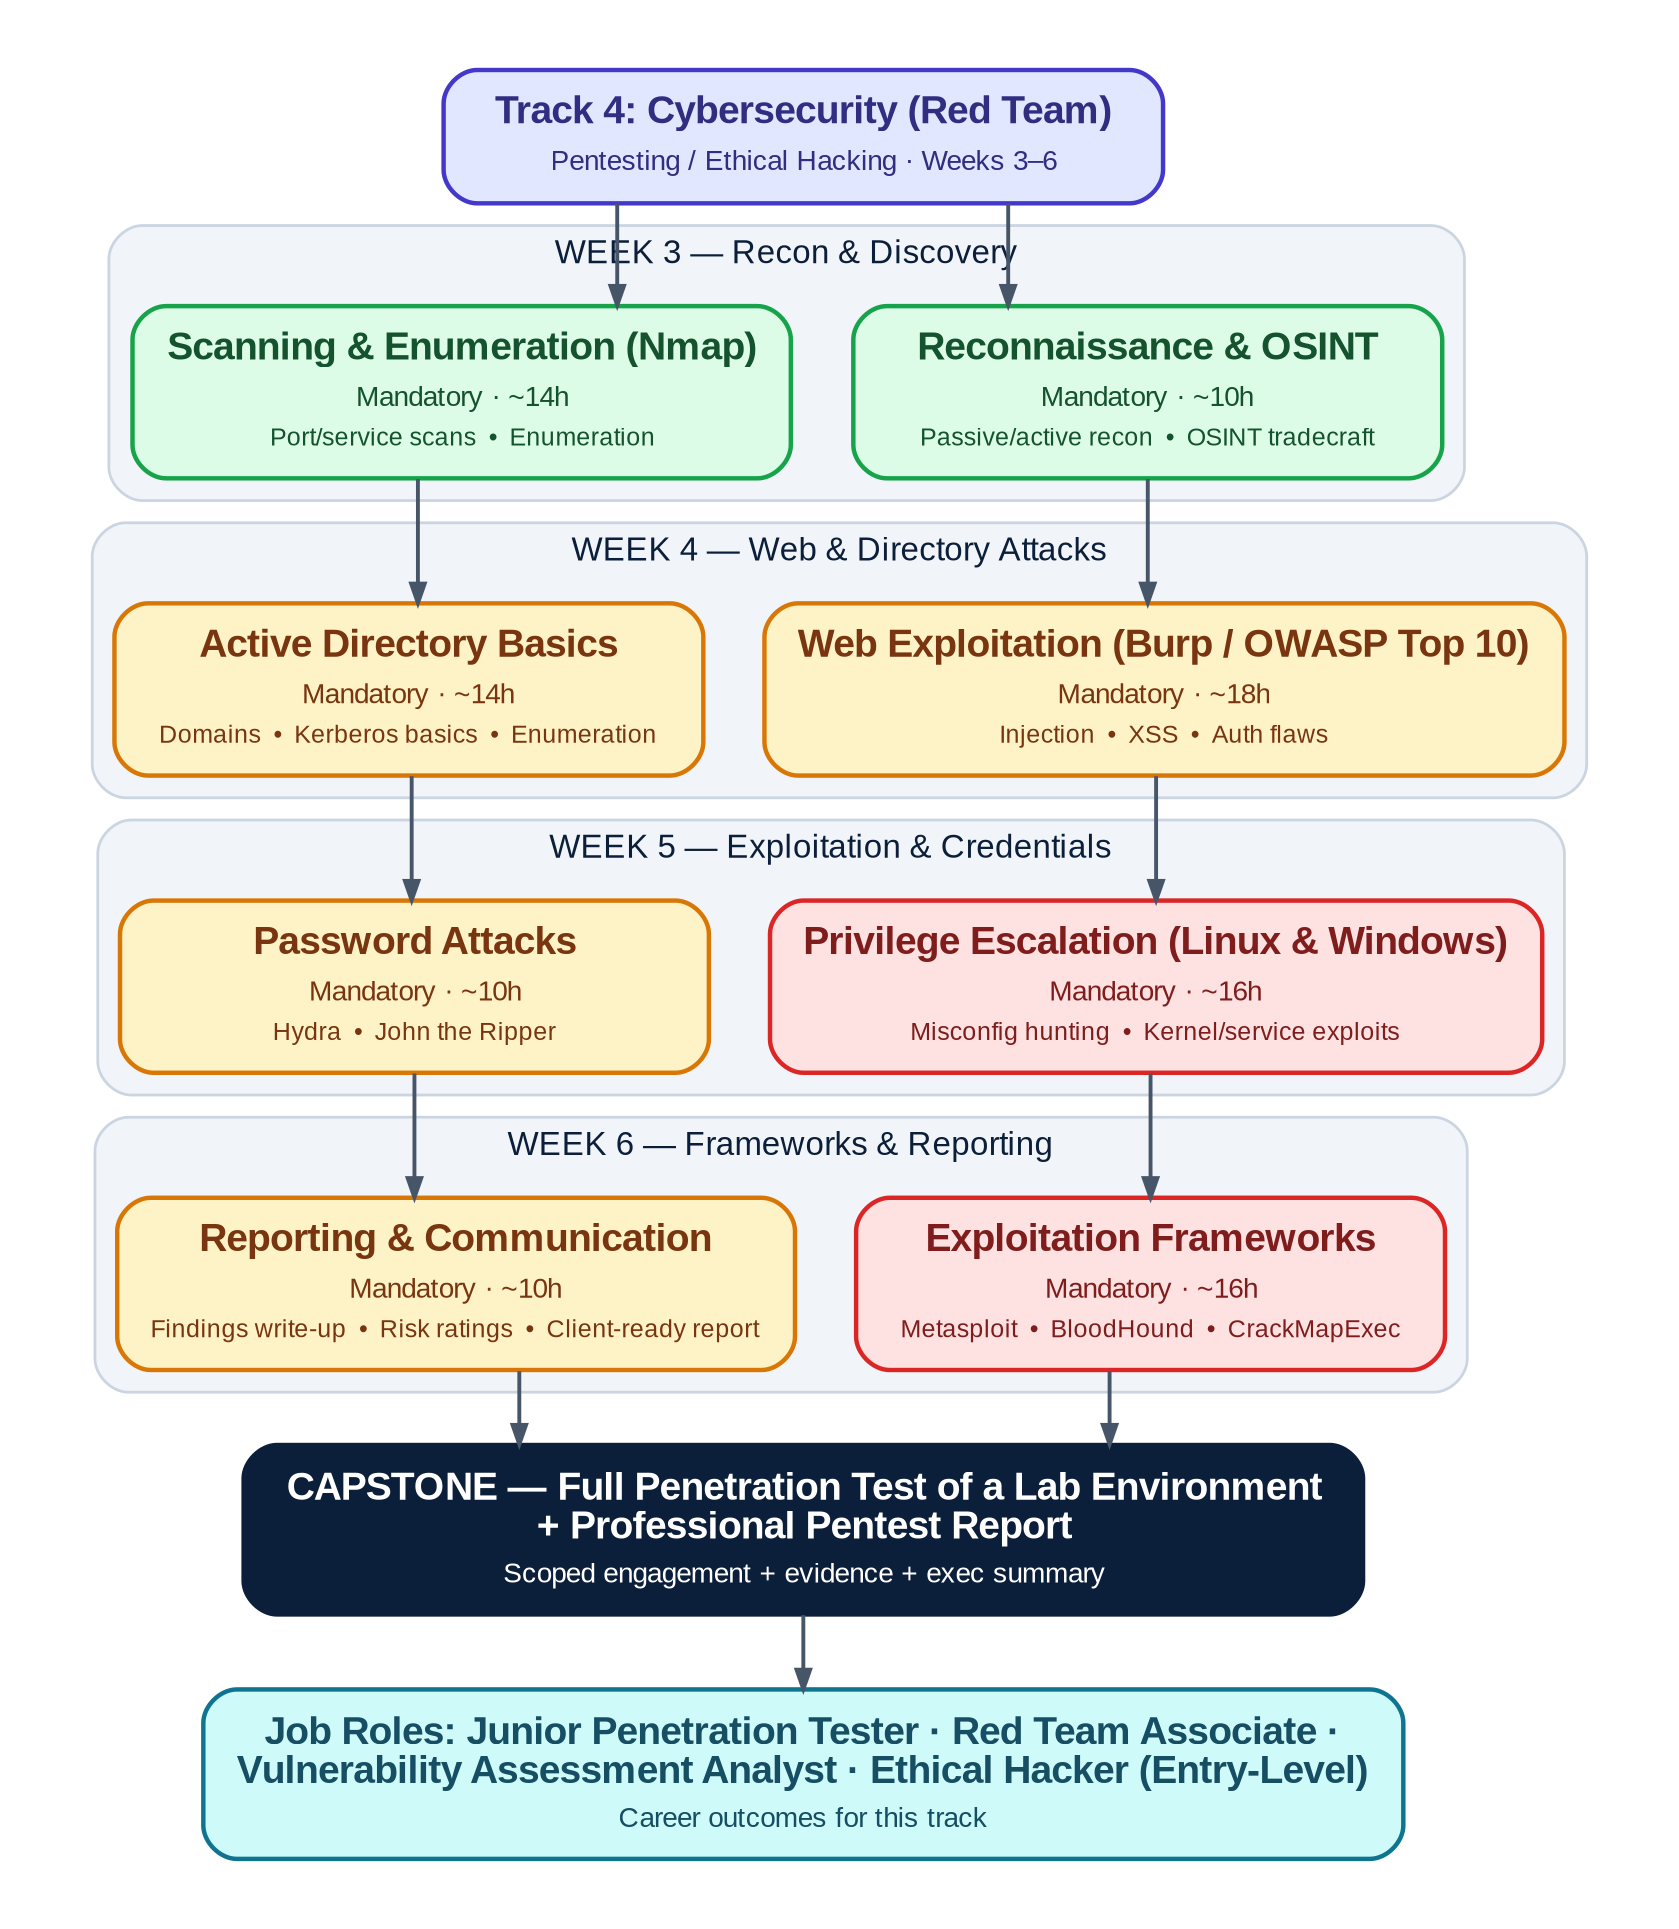 Track 4: Cybersecurity (Red Team)
Pentesting / Ethical Hacking · Weeks 3–6
WEEK 3 — Recon & Discovery
Scanning & Enumeration (Nmap)
Mandatory · ~14h
Port/service scans • Enumeration
Reconnaissance & OSINT
Mandatory · ~10h
Passive/active recon • OSINT tradecraft
WEEK 4 — Web & Directory Attacks
Active Directory Basics
Mandatory · ~14h
Domains • Kerberos basics • Enumeration
Web Exploitation (Burp / OWASP Top 10)
Mandatory · ~18h
Injection • XSS • Auth flaws
WEEK 5 — Exploitation & Credentials
Password Attacks
Mandatory · ~10h
Hydra • John the Ripper
Privilege Escalation (Linux & Windows)
Mandatory · ~16h
Misconfig hunting • Kernel/service exploits
WEEK 6 — Frameworks & Reporting
Reporting & Communication
Mandatory · ~10h
Findings write-up • Risk ratings • Client-ready report
Exploitation Frameworks
Mandatory · ~16h
Metasploit • BloodHound • CrackMapExec
CAPSTONE — Full Penetration Test of a Lab Environment
+ Professional Pentest Report
Scoped engagement + evidence + exec summary
Job Roles: Junior Penetration Tester · Red Team Associate ·
Vulnerability Assessment Analyst · Ethical Hacker (Entry-Level)
Career outcomes for this track